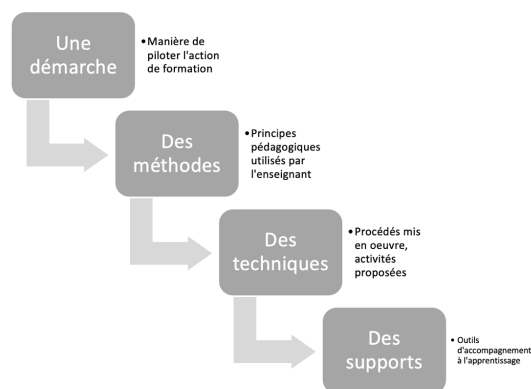 Une
démarche
•Manière de
piloter l'action
de formation
Des
méthodes
•Principes
pédagogiques
utilisés par
l'enseignant
Des
techniques
•Procédés mis
en oeuvre,
activités
proposées
Des
supports
• Outils
d'accompagnement
à l'apprentissage